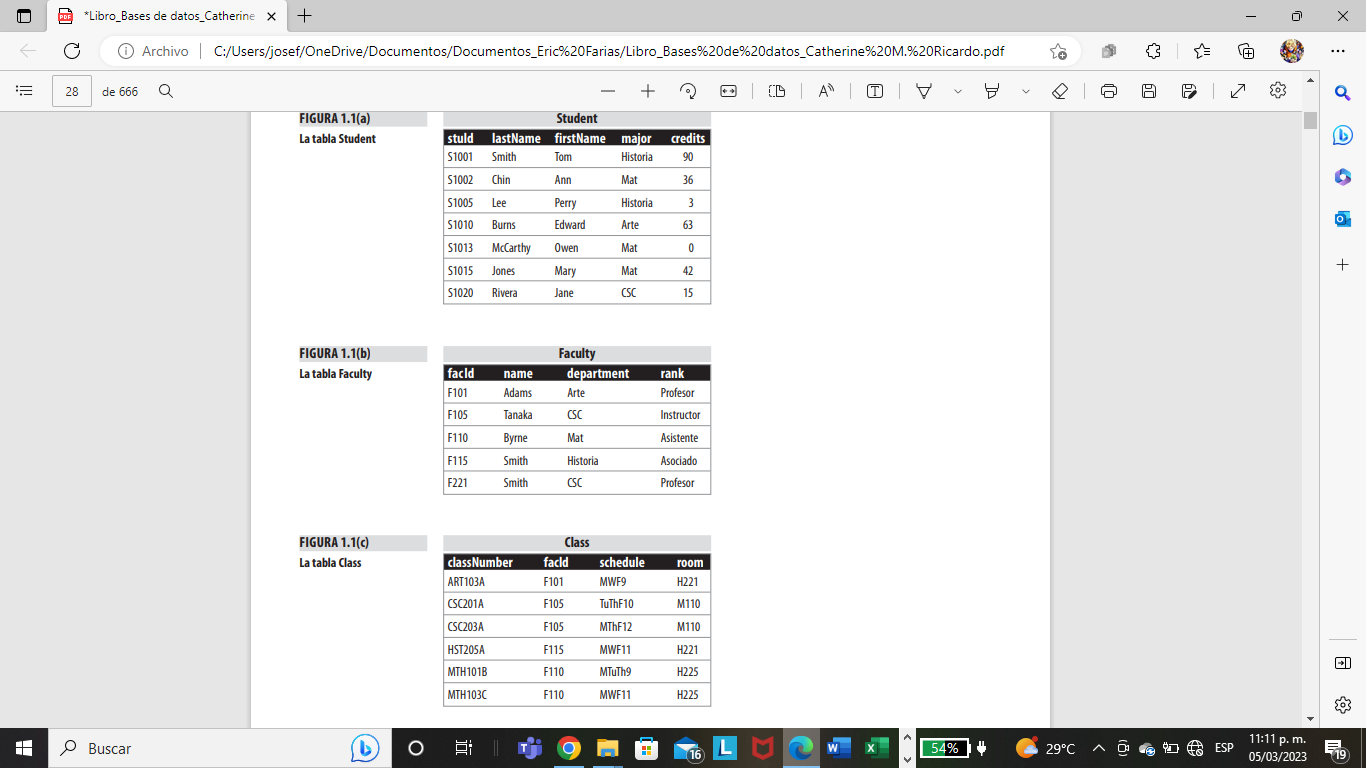 *Libro_Bases de datos_Catherine
Archivo C:/Users/josef/OneDrive/Documentos/Documentos_Eric%20Farias/Libro_Bases%20de%20datos_Catherine%20M.%20Ricardo.pdf
28 de 666
FIGURA 1.1(a) Student
La tabla Student
stuId lastName firstName major credits
S1001 Smith Tom Historia 90
S1002 Chin Ann Mat 36
S1005 Lee Perry Historia 3
S1010 Burns Edward Arte 63
S1013 McCarthy Owen Mat 0
S1015 Jones Mary Mat 42
S1020 Rivera Jane CSC 15
FIGURA 1.1(b) Faculty
La tabla Faculty
facId name department rank
F101 Adams Arte Profesor
F105 Tanaka CSC Instructor
F110 Byrne Mat Asistente
F115 Smith Historia Asociado
F221 Smith CSC Profesor
FIGURA 1.1(c) Class
La tabla Class
classNumber facId schedule room
ART103A F101 MWF9 H221
CSC201A F105 TuThF10 M110
CSC203A F105 MThF12 M110
HST205A F115 MWF11 H221
MTH101B F110 MTuTh9 H225
MTH103C F110 MWF11 H225
Buscar 16 54% 29°C ESP 11:11 p. m.
05/03/2023 19